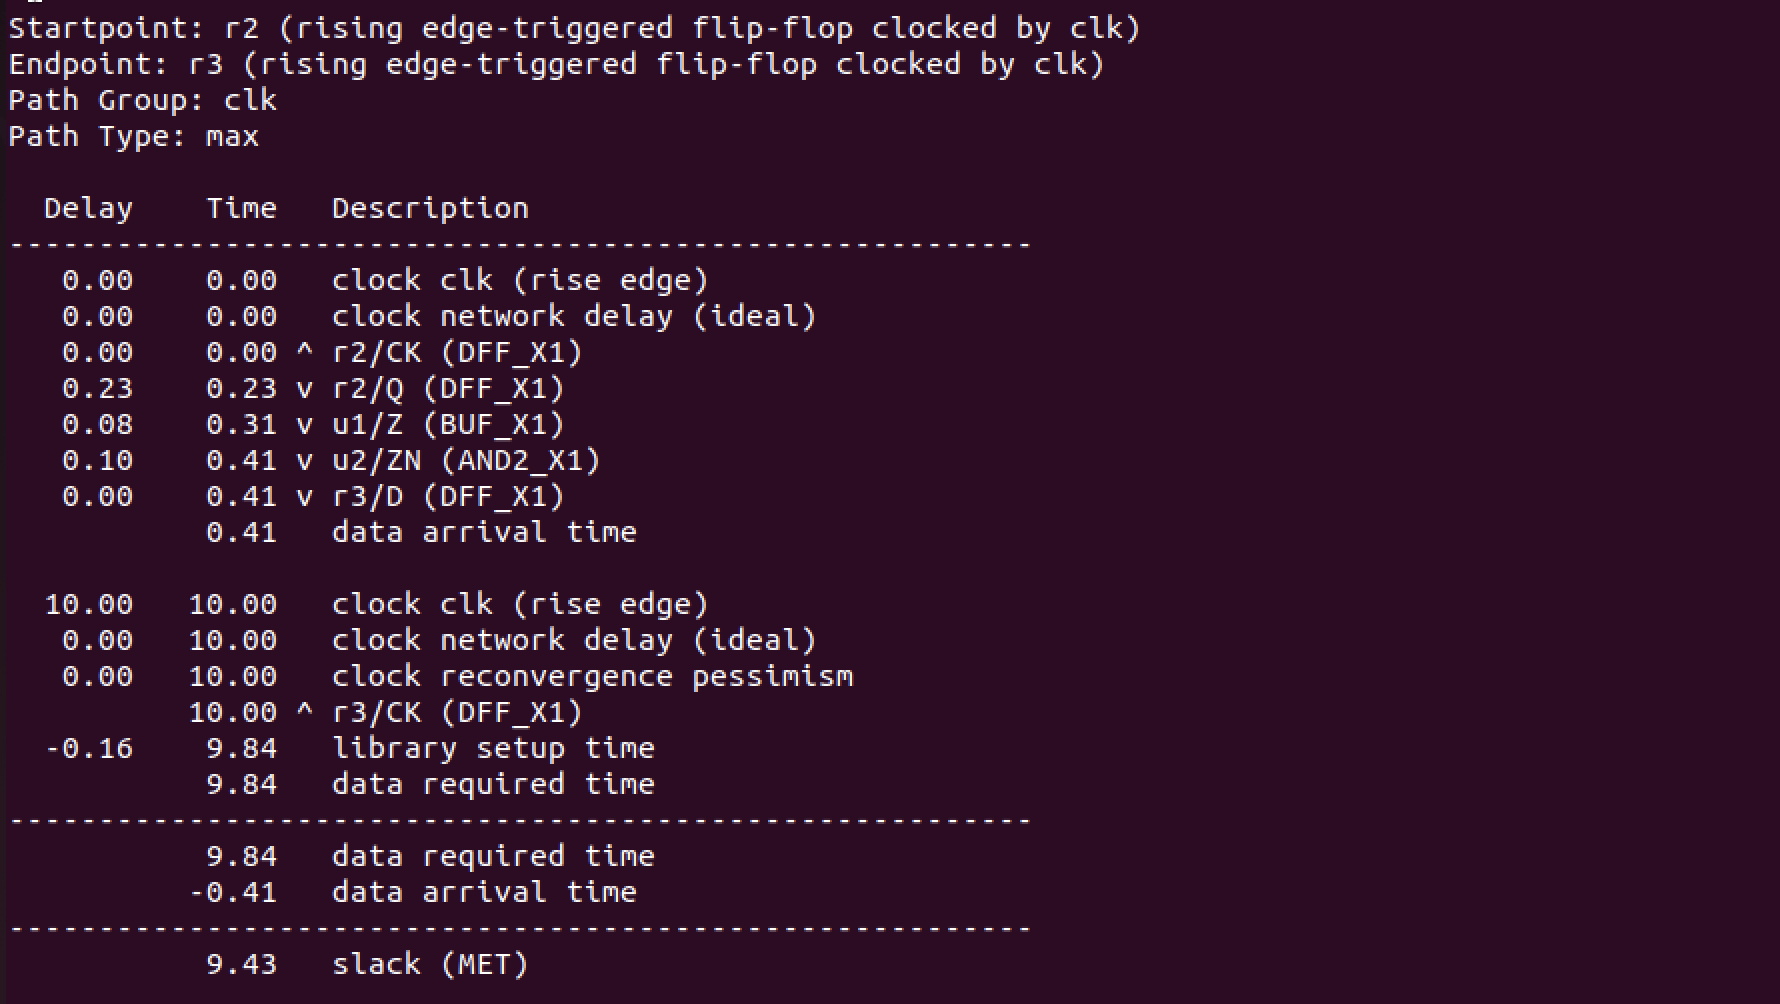 Startpoint: r2 (rising edge-triggered flip-flop clocked by clk)
Endpoint: r3 (rising edge-triggered flip-flop clocked by clk)
Path Group: clk
Path Type: max

  Delay    Time   Description
---------------------------------------------------------
   0.00    0.00   clock clk (rise edge)
   0.00    0.00   clock network delay (ideal)
   0.00    0.00 ^ r2/CK (DFF_X1)
   0.23    0.23 v r2/Q (DFF_X1)
   0.08    0.31 v u1/Z (BUF_X1)
   0.10    0.41 v u2/ZN (AND2_X1)
   0.00    0.41 v r3/D (DFF_X1)
           0.41   data arrival time

  10.00   10.00   clock clk (rise edge)
   0.00   10.00   clock network delay (ideal)
   0.00   10.00   clock reconvergence pessimism
          10.00 ^ r3/CK (DFF_X1)
  -0.16    9.84   library setup time
           9.84   data required time
---------------------------------------------------------
           9.84   data required time
          -0.41   data arrival time
---------------------------------------------------------
           9.43   slack (MET)